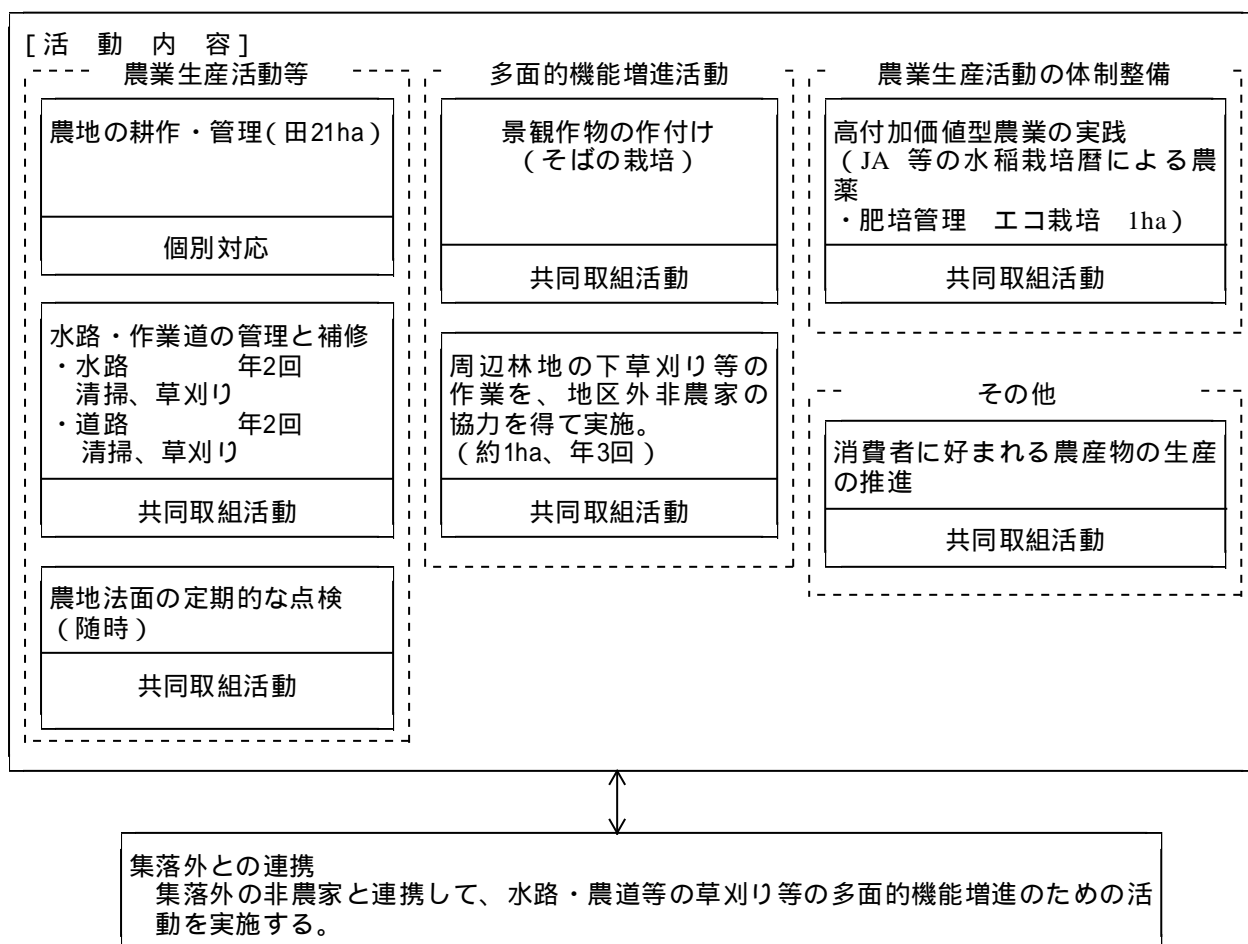 [活 動 内 容]
農業生産活動等
農地の耕作・管理(田21ha)
個別対応
水路・作業道の管理と補修
・水路 年2回
清掃、草刈り
・道路 年2回
清掃、草刈り
共同取組活動
農地法面の定期的な点検
(随時)
共同取組活動
多面的機能増進活動
景観作物の作付け
(そばの栽培)
共同取組活動
周辺林地の下草刈り等の
作業を、地区外非農家の
協力を得て実施。
(約1ha、年3回)
共同取組活動
農業生産活動の体制整備
高付加価値型農業の実践
(JA 等の水稲栽培暦による農
薬
・肥培管理 エコ栽培 1ha)
共同取組活動
その他
消費者に好まれる農産物の生産
の推進
共同取組活動
集落外との連携
集落外の非農家と連携して、水路・農道等の草刈り等の多面的機能増進のための活
動を実施する。